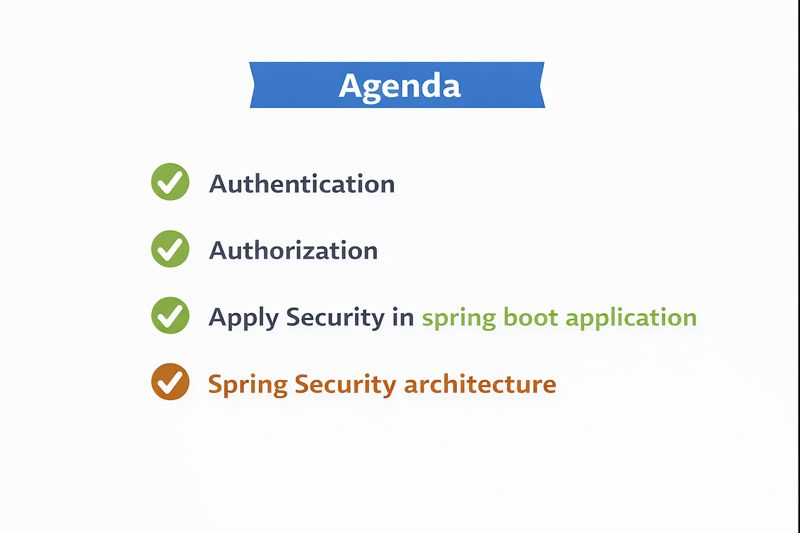 Agenda
Authentication
Authorization
Apply Security in spring boot application
Spring Security architecture